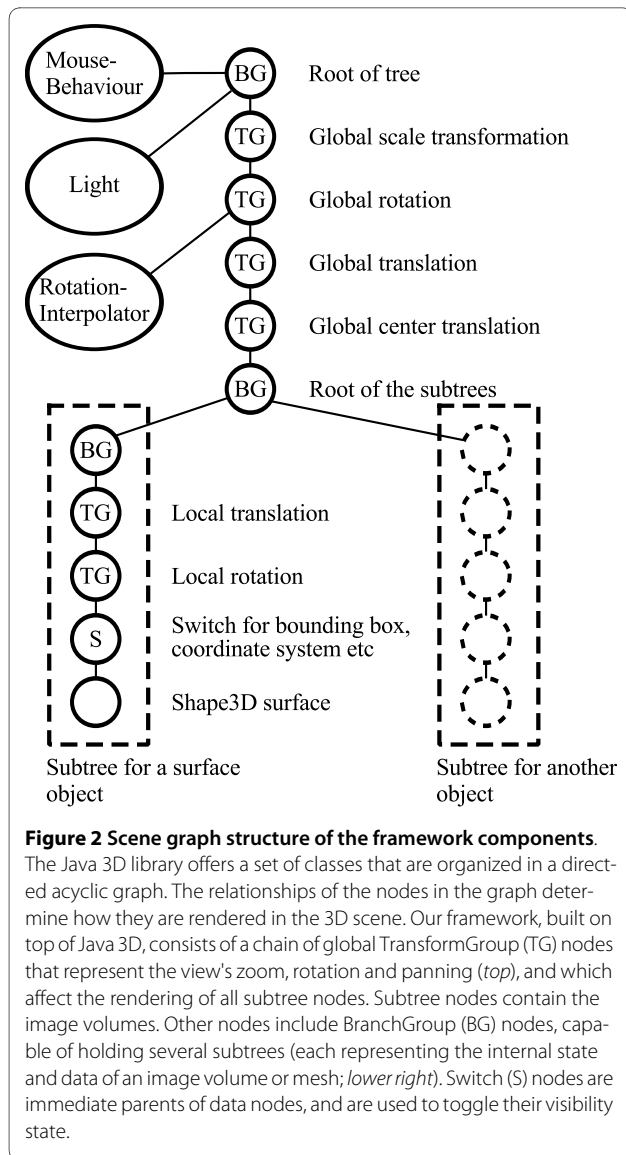 Mouse-
Behaviour
BG
Root of tree
TG
Global scale transformation
Light
TG
Global rotation
TG
Global translation
Rotation-
Interpolator
TG
Global center translation
BG
Root of the subtrees
BG
TG
Local translation
TG
Local rotation
S
Switch for bounding box,
coordinate system etc
Shape3D surface
Subtree for a surface
object
Subtree for another
object
Figure 2 Scene graph structure of the framework components.
The Java 3D library offers a set of classes that are organized in a direct-
ed acyclic graph. The relationships of the nodes in the graph deter-
mine how they are rendered in the 3D scene. Our framework, built on
top of Java 3D, consists of a chain of global TransformGroup (TG) nodes
that represent the view's zoom, rotation and panning (top), and which
affect the rendering of all subtree nodes. Subtree nodes contain the
image volumes. Other nodes include BranchGroup (BG) nodes, capa-
ble of holding several subtrees (each representing the internal state
and data of an image volume or mesh; lower right). Switch (S) nodes are
immediate parents of data nodes, and are used to toggle their visibility
state.